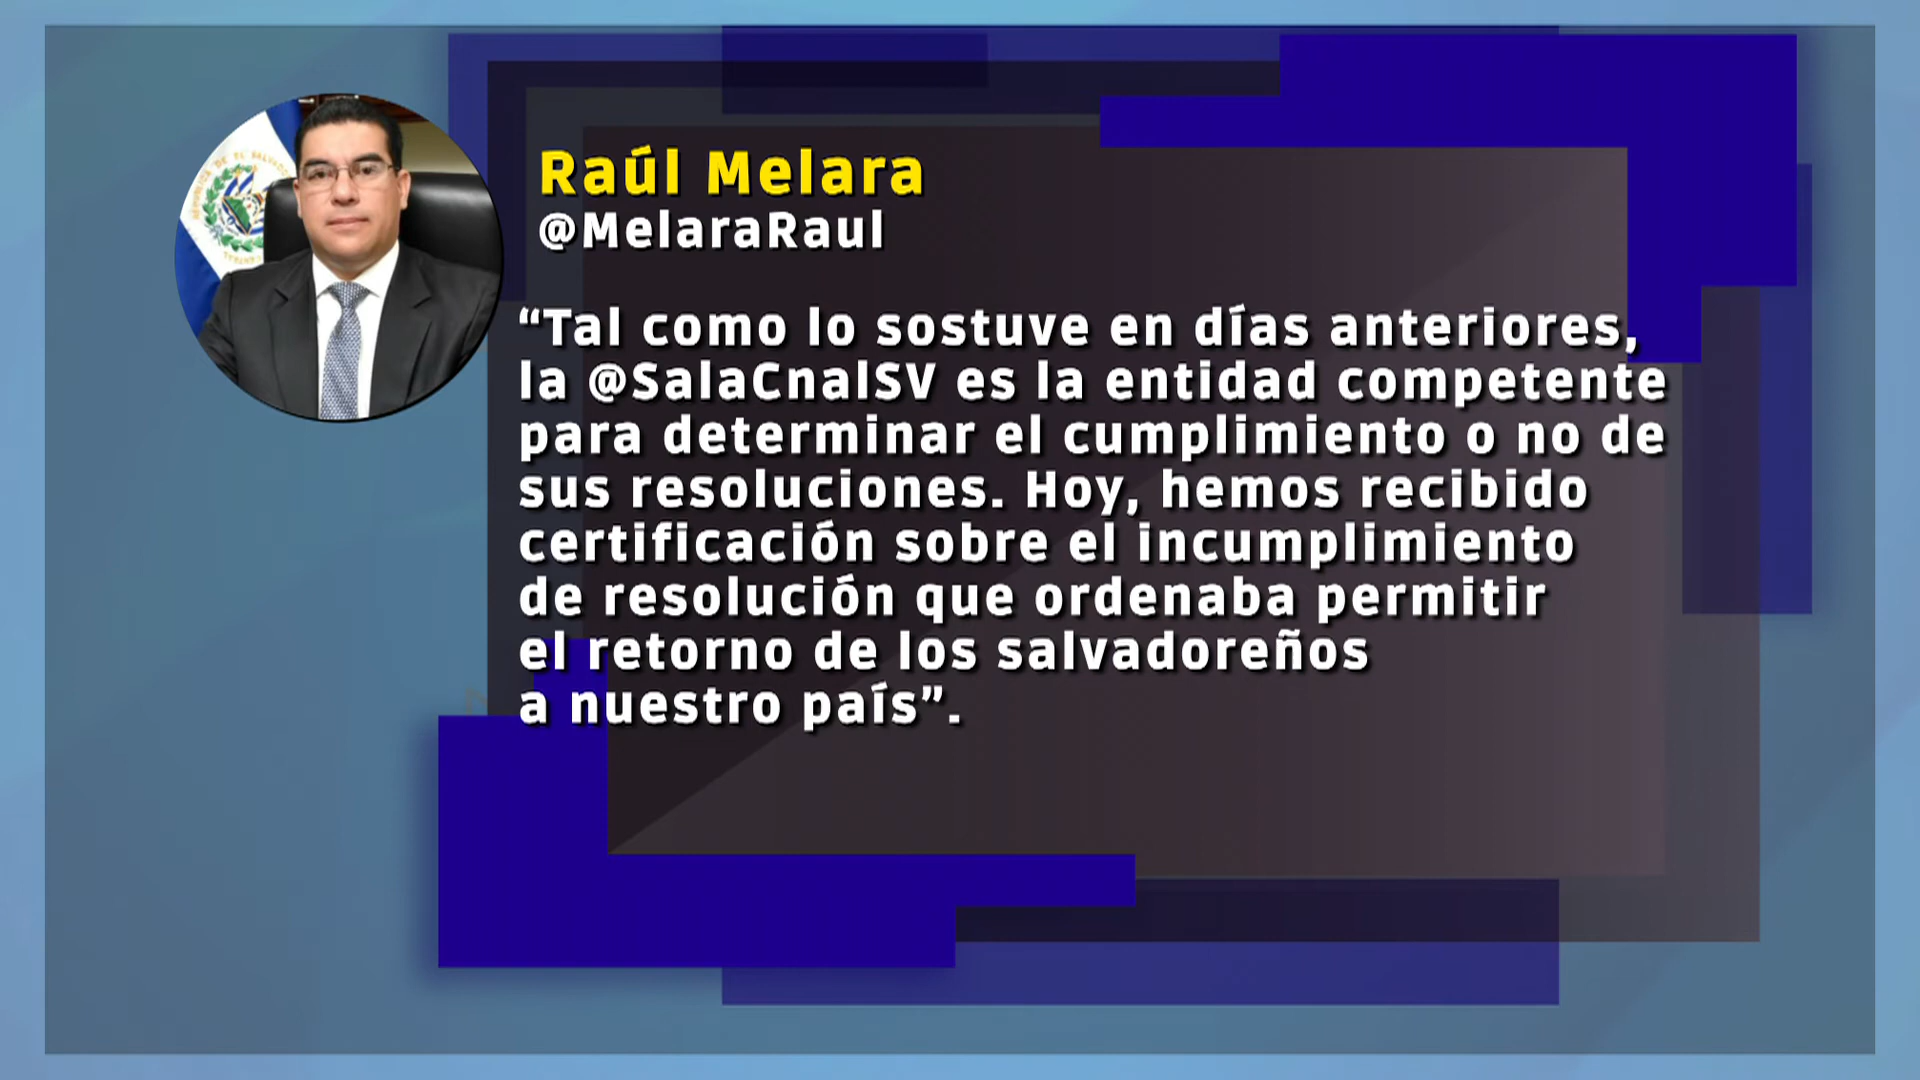 Raúl Melara
@MelaraRaul
“Tal como lo sostuve en días anteriores,
la @SalaCnalSV es la entidad competente
para determinar el cumplimiento o no de
sus resoluciones. Hoy, hemos recibido
certificación sobre el incumplimiento
de resolución que ordenaba permitir
el retorno de los salvadoreños
a nuestro país”.